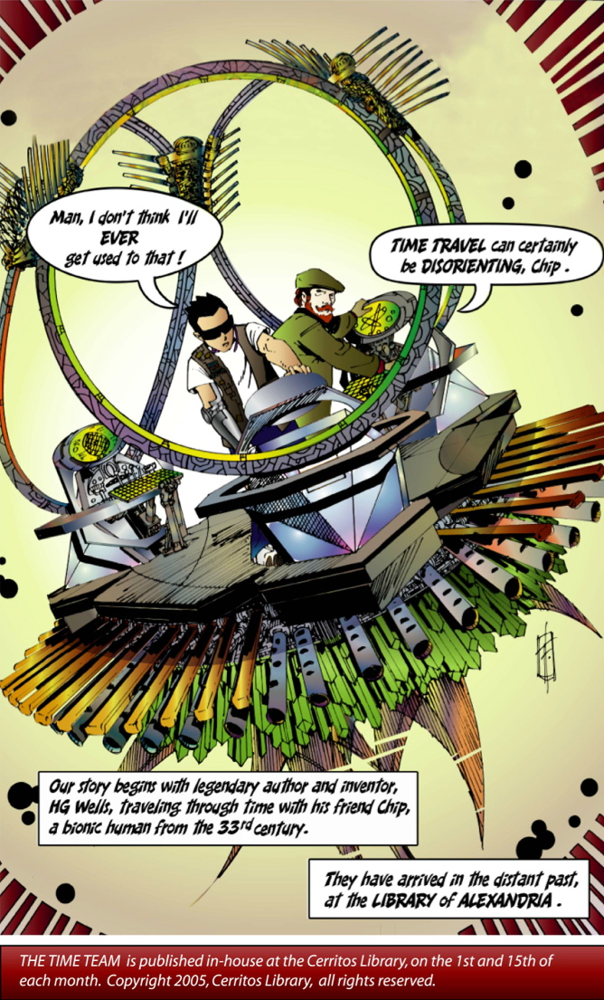 Man, I don't think I'll
EVER
get used to that !
TIME TRAVEL can certainly
be DISORIENTING, Chip .
Our story begins with legendary author and inventor,
HG Wells, traveling through time with his friend Chip,
a bionic human from the 33rd century.
They have arrived in the distant past,
at the LIBRARY of ALEXANDRIA .
THE TIME TEAM is published in-house at the Cerritos Library, on the 1st and 15th of
each month. Copyright 2005, Cerritos Library, all rights reserved.